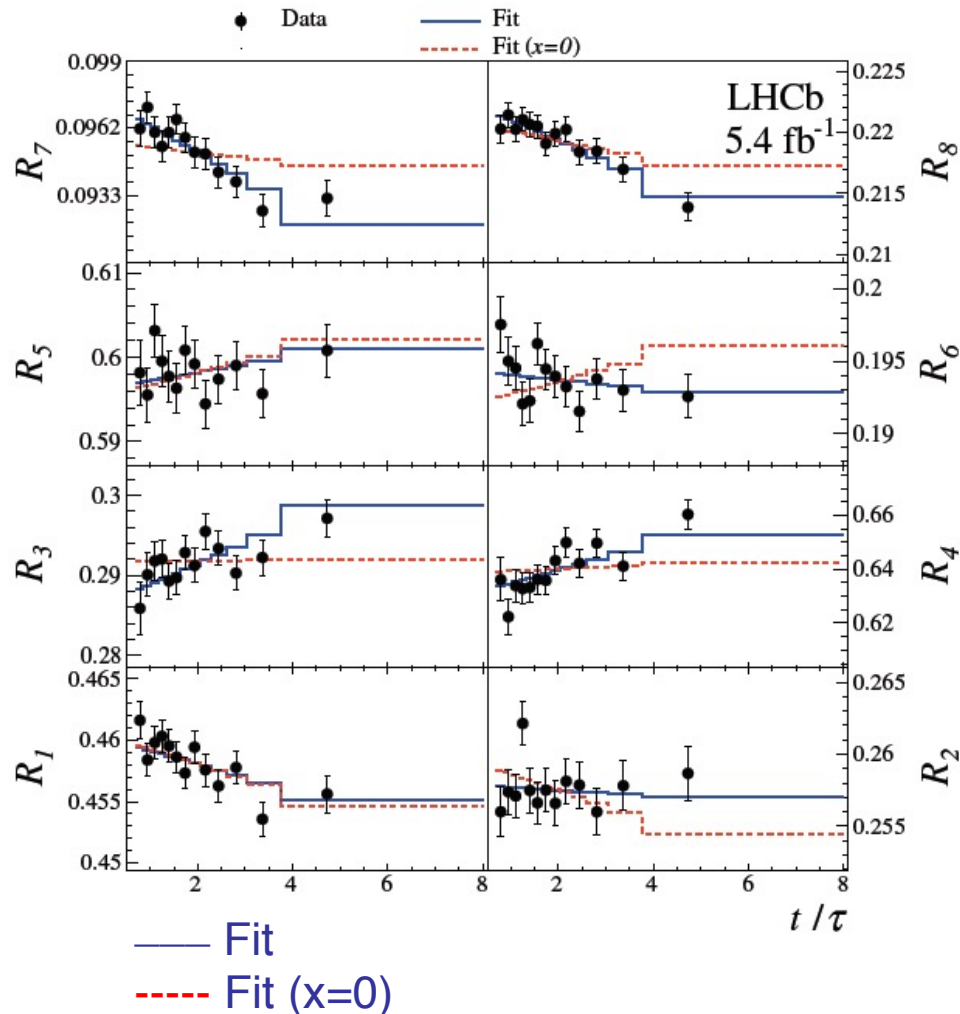 Data
Fit
Fit (x=0)
0.099
0.0962
0.0933
R7
LHCb
5.4 fb-1
0.225
0.22
0.215
0.21
R8
0.61
0.6
0.59
R5
0.2
0.195
0.19
R6
0.3
0.29
0.28
R3
0.66
0.64
0.62
R4
0.465
0.46
0.455
0.45
R1
0.265
0.26
0.255
R2
2 4 6 8 2 4 6 8
t / τ
Fit
Fit (x=0)